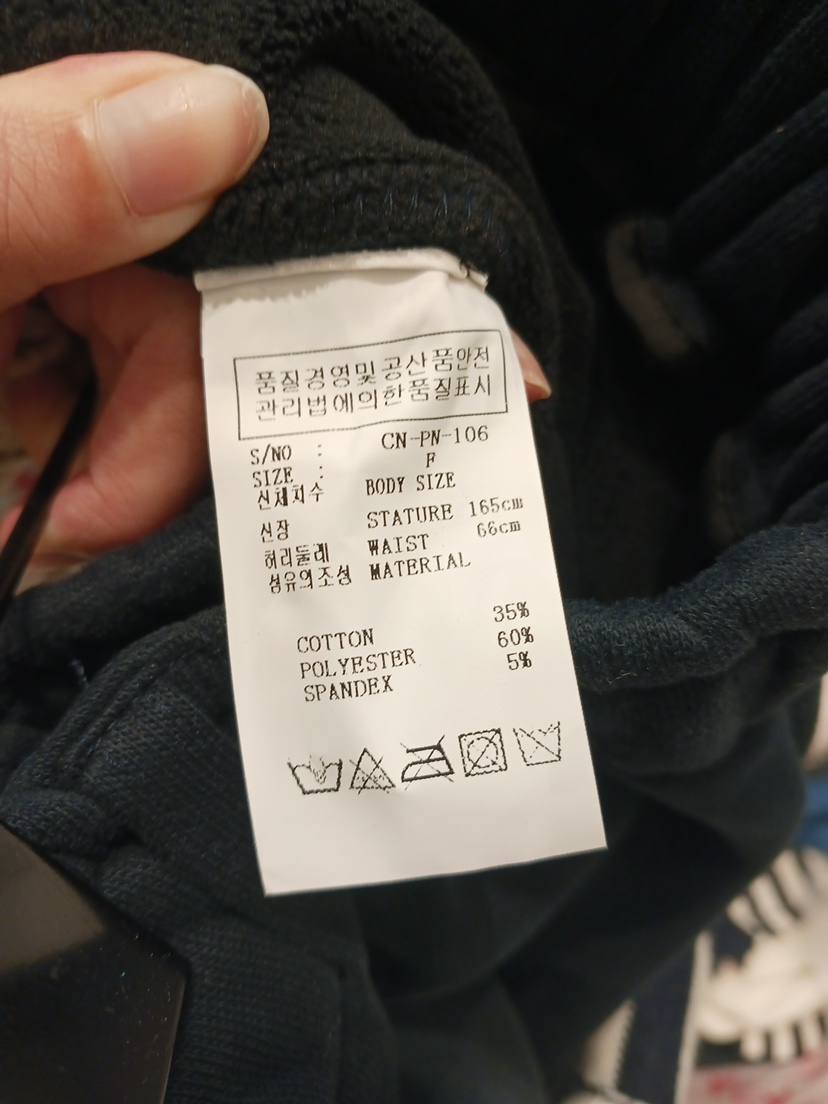 품질경영및공산품안전
관리법에의한품질표시
S/NO : CN-PN-106
SIZE : F
신체치수 BODY SIZE
신장 STATURE 165cm
허리둘레 WAIST 66cm
섬유의조성 MATERIAL
COTTON 35%
POLYESTER 60%
SPANDEX 5%